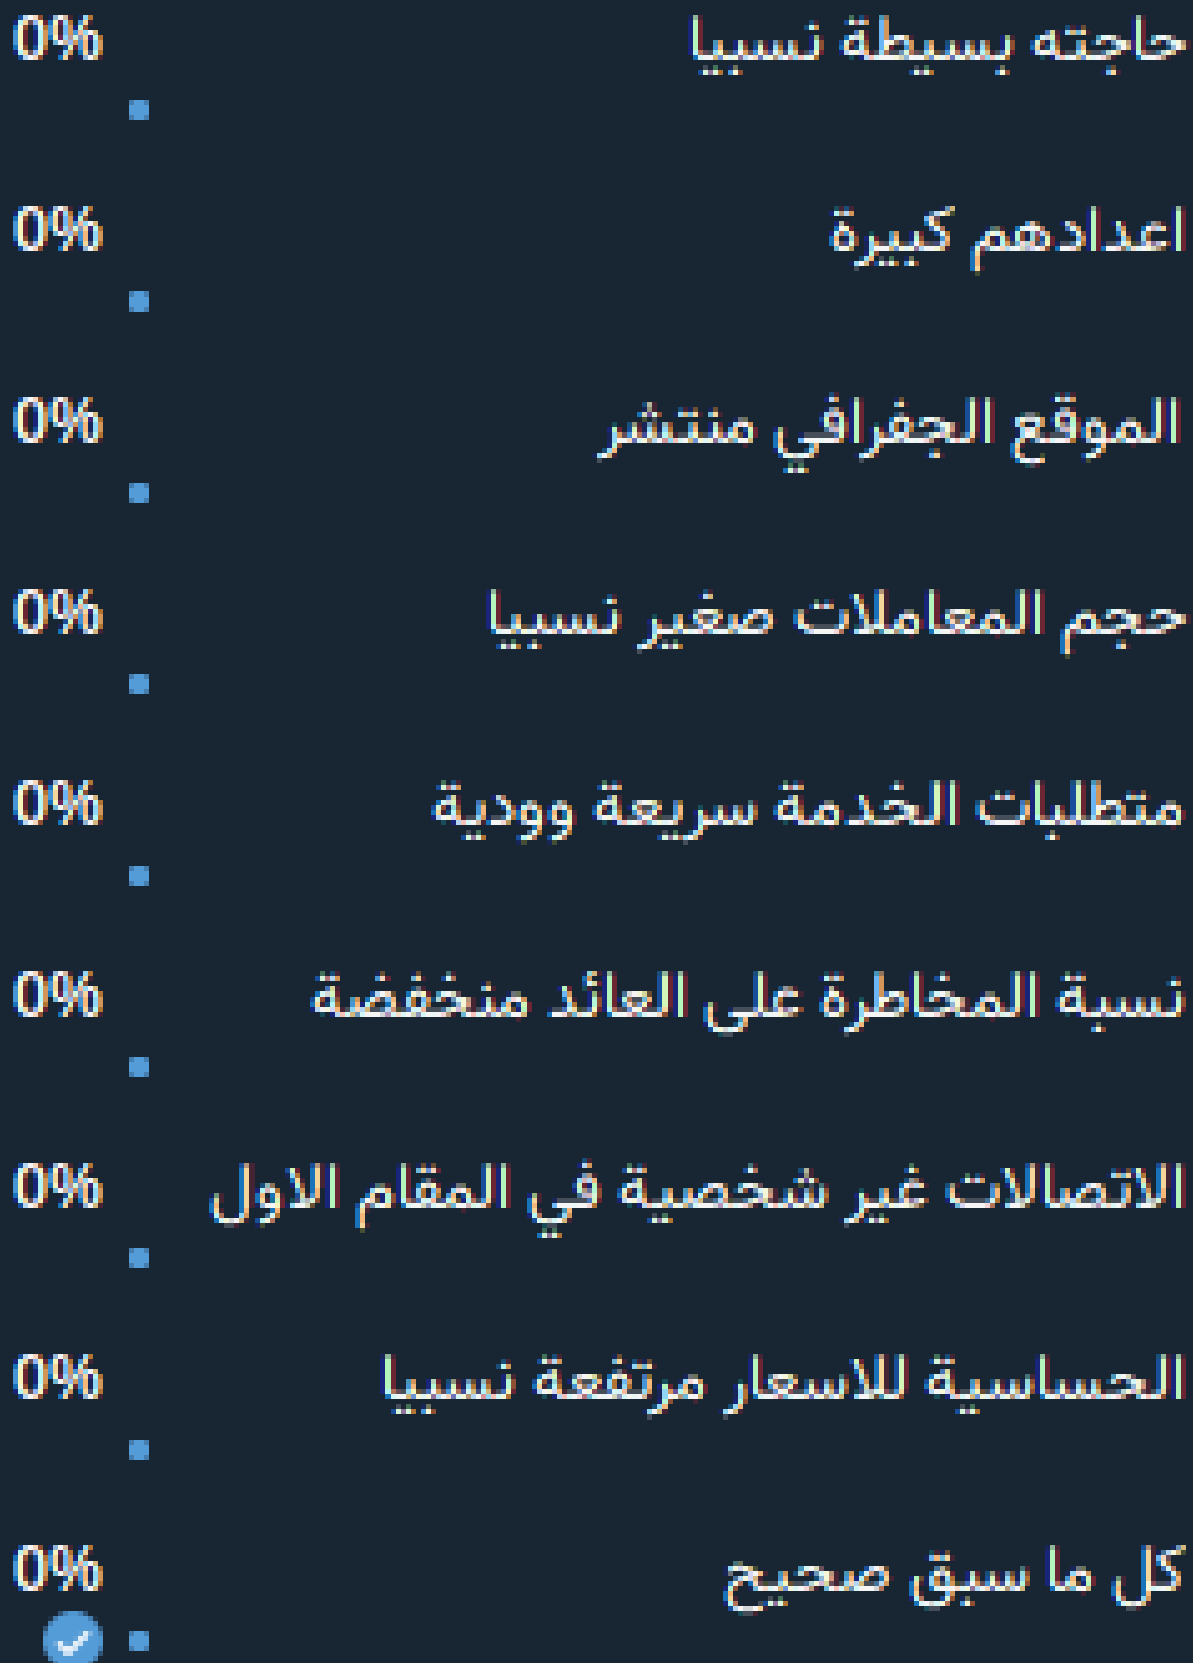 حاجته بسيطة نسبيا 0%
اعدادهم كبيرة 0%
الموقع الجفرافي منتشر 0%
حجم المعاملات صغير نسبيا 0%
متطلبات الخدمة سريعة وودية 0%
نسبة المخاطرة على العائد منخفضة 0%
الاتصالات غير شخصية في المقام الاول 0%
الحساسية للاسعار مرتفعة نسبيا 0%
كل ما سبق صحيح 0%